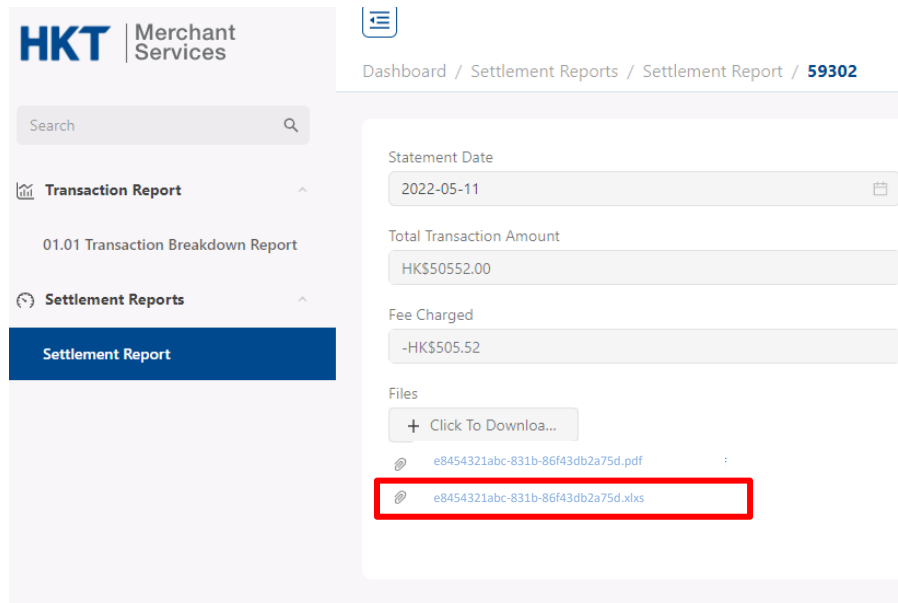 HKT Merchant
Services
Dashboard / Settlement Reports / Settlement Report / 59302
Search
Transaction Report
01.01 Transaction Breakdown Report
Settlement Reports
Settlement Report
Statement Date
2022-05-11
Total Transaction Amount
HK$50552.00
Fee Charged
-HK$505.52
Files
+ Click To Downloa...
e8454321abc-831b-86f43db2a75d.pdf :
e8454321abc-831b-86f43db2a75d.xlxs